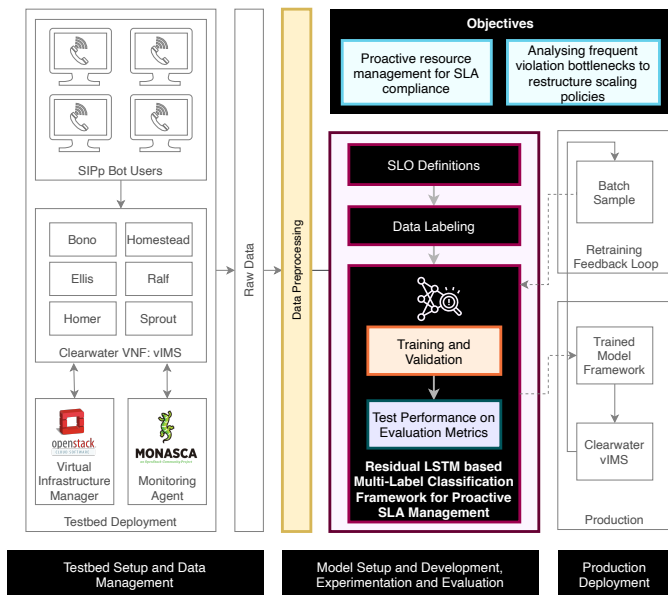 Objectives
Proactive resource
management for SLA
compliance
Analysing frequent
violation bottlenecks to
restructure scaling
policies
SIPp Bot Users
Bono
Homestead
Ellis
Ralf
Homer
Sprout
Clearwater VNF: vIMS
openstack
CLOUD SOFTWARE
Virtual
Infrastructure
Manager
MONASCA
an OpenStack Community Project
Monitoring
Agent
Testbed Deployment
Raw Data
Data Preprocessing
SLO Definitions
Data Labeling
Training and
Validation
Test Performance on
Evaluation Metrics
Residual LSTM based
Multi-Label Classification
Framework for Proactive
SLA Management
Batch
Sample
Retraining
Feedback Loop
Trained
Model
Framework
Clearwater
vIMS
Production
Testbed Setup and Data
Management
Model Setup and Development,
Experimentation and Evaluation
Production
Deployment